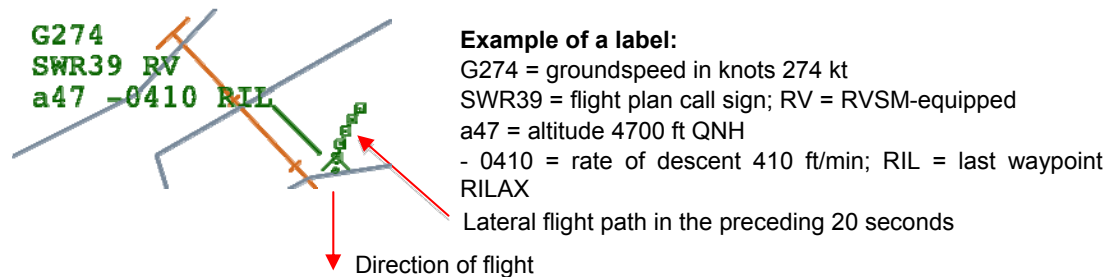 G274
SWR39 RV
a47 -0410 RIL
Example of a label:
G274 = groundspeed in knots 274 kt
SWR39 = flight plan call sign; RV = RVSM-equipped
a47 = altitude 4700 ft QNH
- 0410 = rate of descent 410 ft/min; RIL = last waypoint
RILAX
Lateral flight path in the preceding 20 seconds
Direction of flight